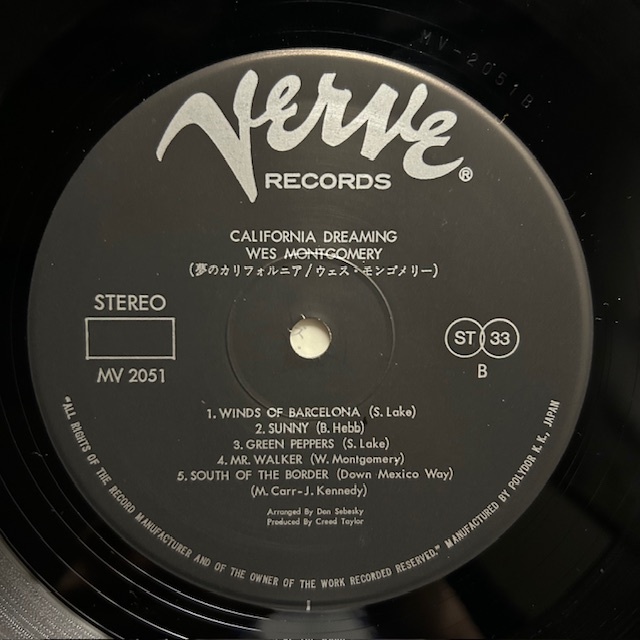 MV-2051B
Verve
RECORDS
®
CALIFORNIA DREAMING
WES MONTGOMERY
(夢のカリフォルニア/ウェス・モンゴメリー)
STEREO
MV 2051
ST 33
B
1. WINDS OF BARCELONA (S. Lake)
2. SUNNY (B. Hebb)
3. GREEN PEPPERS (S. Lake)
4. MR. WALKER (W. Montgomery)
5. SOUTH OF THE BORDER (Down Mexico Way)
(M. Carr-J. Kennedy)
Arranged By Don Sebesky
Produced By Creed Taylor
"ALL RIGHTS OF THE RECORD MANUFACTURER AND OF THE OWNER OF THE WORK RECORDED RESERVED." MANUFACTURED BY POLYDOR K. K., JAPAN